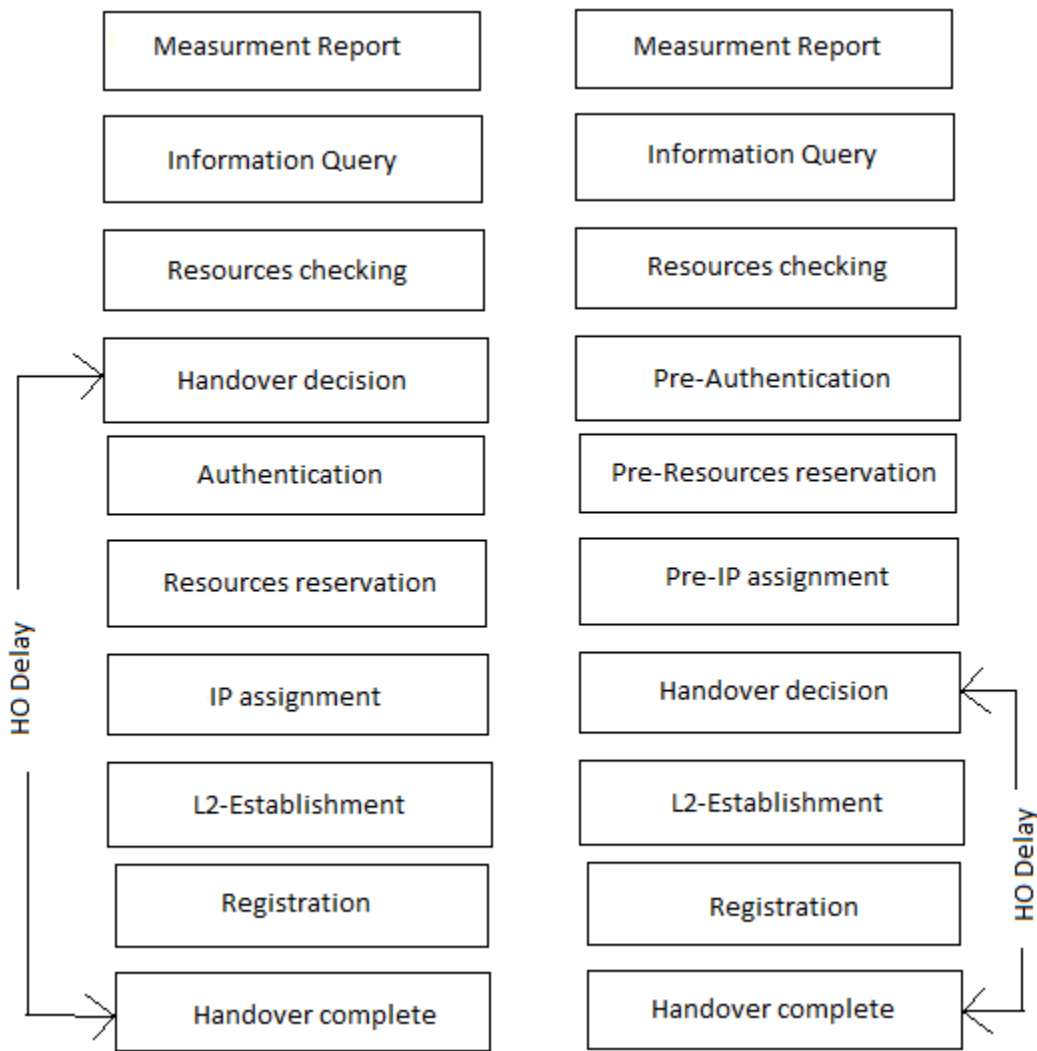 Measurment Report
Information Query
Resources checking
Handover decision
Authentication
Resources reservation
IP assignment
L2-Establishment
Registration
Handover complete
HO Delay
Measurment Report
Information Query
Resources checking
Pre-Authentication
Pre-Resources reservation
Pre-IP assignment
Handover decision
L2-Establishment
Registration
Handover complete
HO Delay